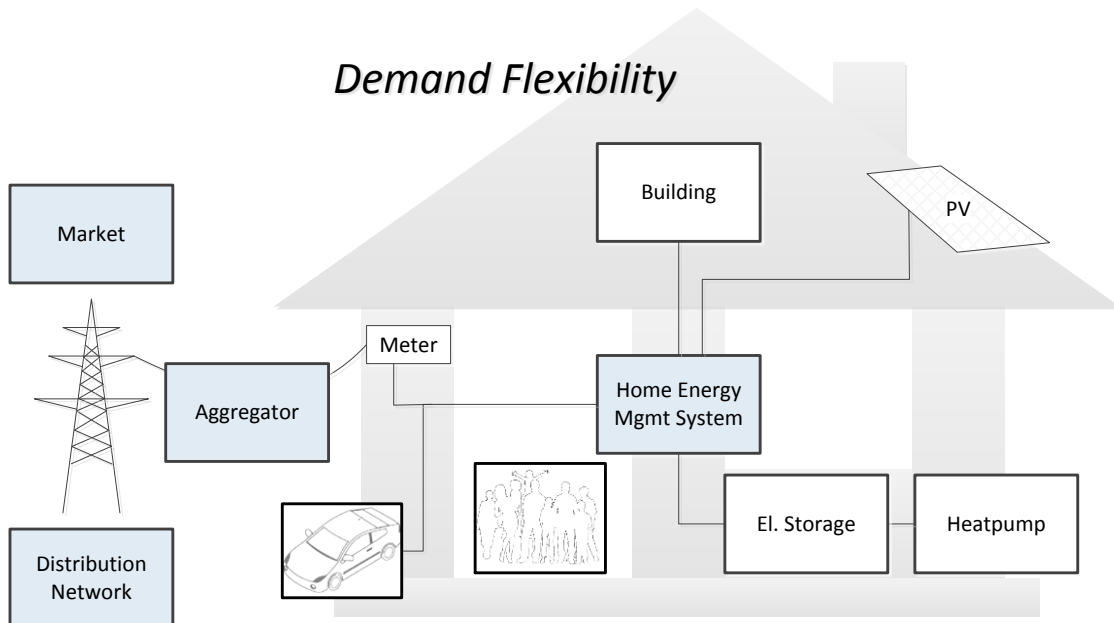 Demand Flexibility
Building
PV
Market
Meter
Aggregator
Home Energy
Mgmt System
El. Storage
Heatpump
Distribution
Network